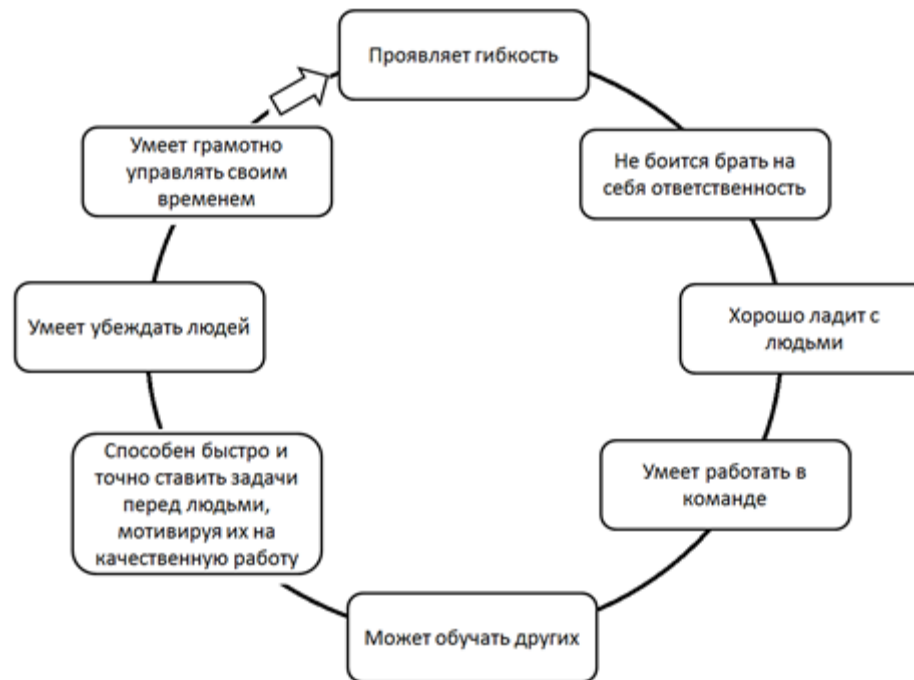 Проявляет гибкость
Не боится брать на
себя ответственность
Хорошо ладит с
людьми
Умеет работать в
команде
Может обучать других
Способен быстро и
точно ставить задачи
перед людьми,
мотивируя их на
качественную работу
Умеет убеждать людей
Умеет грамотно
управлять своим
временем